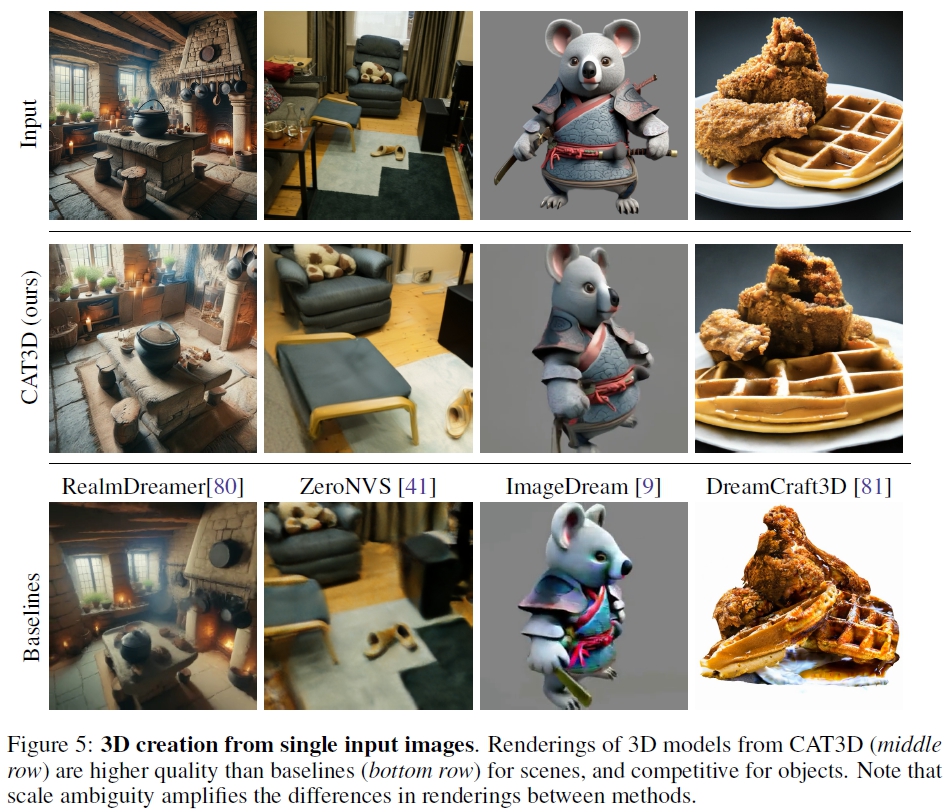 Input
CAT3D (ours)
RealmDreamer[80]
ZeroNVS [41]
ImageDream [9]
DreamCraft3D [81]
Baselines
Figure 5: 3D creation from single input images. Renderings of 3D models from CAT3D (middle
row) are higher quality than baselines (bottom row) for scenes, and competitive for objects. Note that
scale ambiguity amplifies the differences in renderings between methods.